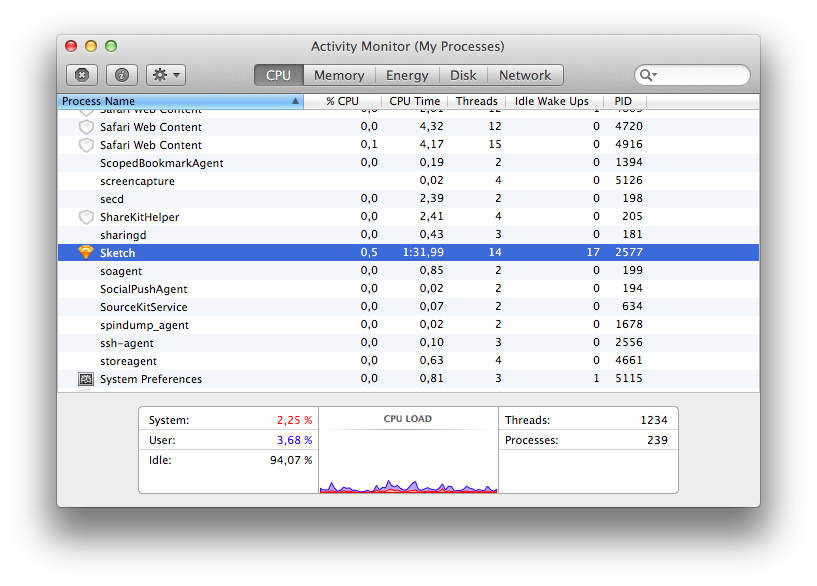 Activity Monitor (My Processes)
CPU Memory Energy Disk Network
Process Name % CPU CPU Time Threads Idle Wake Ups PID
Safari Web Content 0,0 2,01 12 1 4665
Safari Web Content 0,0 4,32 12 0 4720
Safari Web Content 0,1 4,17 15 0 4916
ScopedBookmarkAgent 0,0 0,19 2 0 1394
screencapture 0,02 4 0 5126
secd 0,0 2,39 2 0 198
ShareKitHelper 0,0 2,41 4 0 205
sharingd 0,0 0,43 3 0 181
Sketch 0,5 1:31,99 14 17 2577
soagent 0,0 0,85 2 0 199
SocialPushAgent 0,0 0,02 2 0 194
SourceKitService 0,0 0,07 2 0 634
spindump_agent 0,0 0,02 2 0 1678
ssh-agent 0,0 0,10 3 0 2556
storeagent 0,0 0,63 4 0 4661
System Preferences 0,0 0,81 3 1 5115
System: 2,25 %
User: 3,68 %
Idle: 94,07 %
CPU LOAD
Threads: 1234
Processes: 239